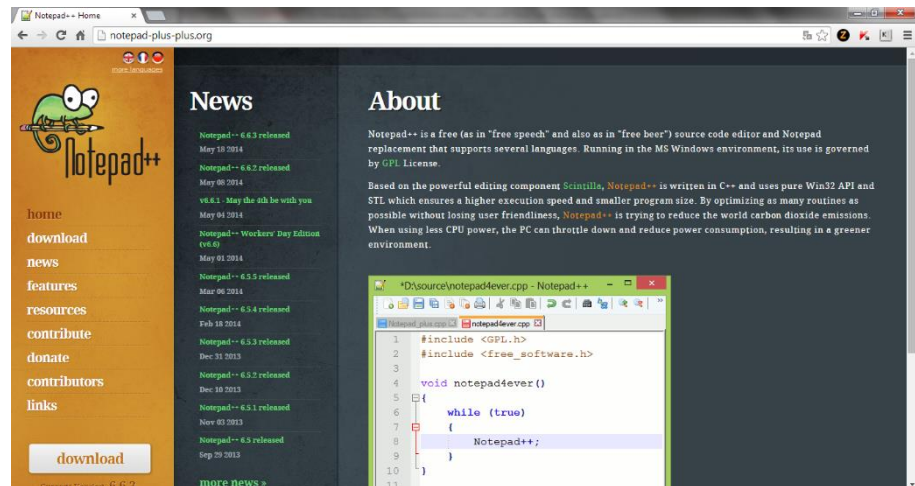 Notepad++ Home
notepad-plus-plus.org
more languages
Notepad++
home
download
news
features
resources
contribute
donate
contributors
links
download
News
Notepad++ 6.6.3 released
May 18 2014
Notepad++ 6.6.2 released
May 08 2014
v6.6.1 - May the 4th be with you
May 04 2014
Notepad++ Workers' Day Edition
(v6.6)
May 01 2014
Notepad++ 6.5.5 released
Mar 06 2014
Notepad++ 6.5.4 released
Feb 18 2014
Notepad++ 6.5.3 released
Dec 31 2013
Notepad++ 6.5.2 released
Dec 10 2013
Notepad++ 6.5.1 released
Nov 03 2013
Notepad++ 6.5 released
Sep 29 2013
more news »
About
Notepad++ is a free (as in "free speech" and also as in "free beer") source code editor and Notepad
replacement that supports several languages. Running in the MS Windows environment, its use is governed
by GPL License.
Based on the powerful editing component Scintilla, Notepad++ is written in C++ and uses pure Win32 API and
STL which ensures a higher execution speed and smaller program size. By optimizing as many routines as
possible without losing user friendliness, Notepad++ is trying to reduce the world carbon dioxide emissions.
When using less CPU power, the PC can throttle down and reduce power consumption, resulting in a greener
environment.
*D:\source\notepad4ever.cpp - Notepad++
Notepad_plus.cpp notepad4ever.cpp
1 #include <GPL.h>
2 #include <free_software.h>
3
4 void notepad4ever()
5 {
6 while (true)
7 {
8 Notepad++;
9 }
10 }
11